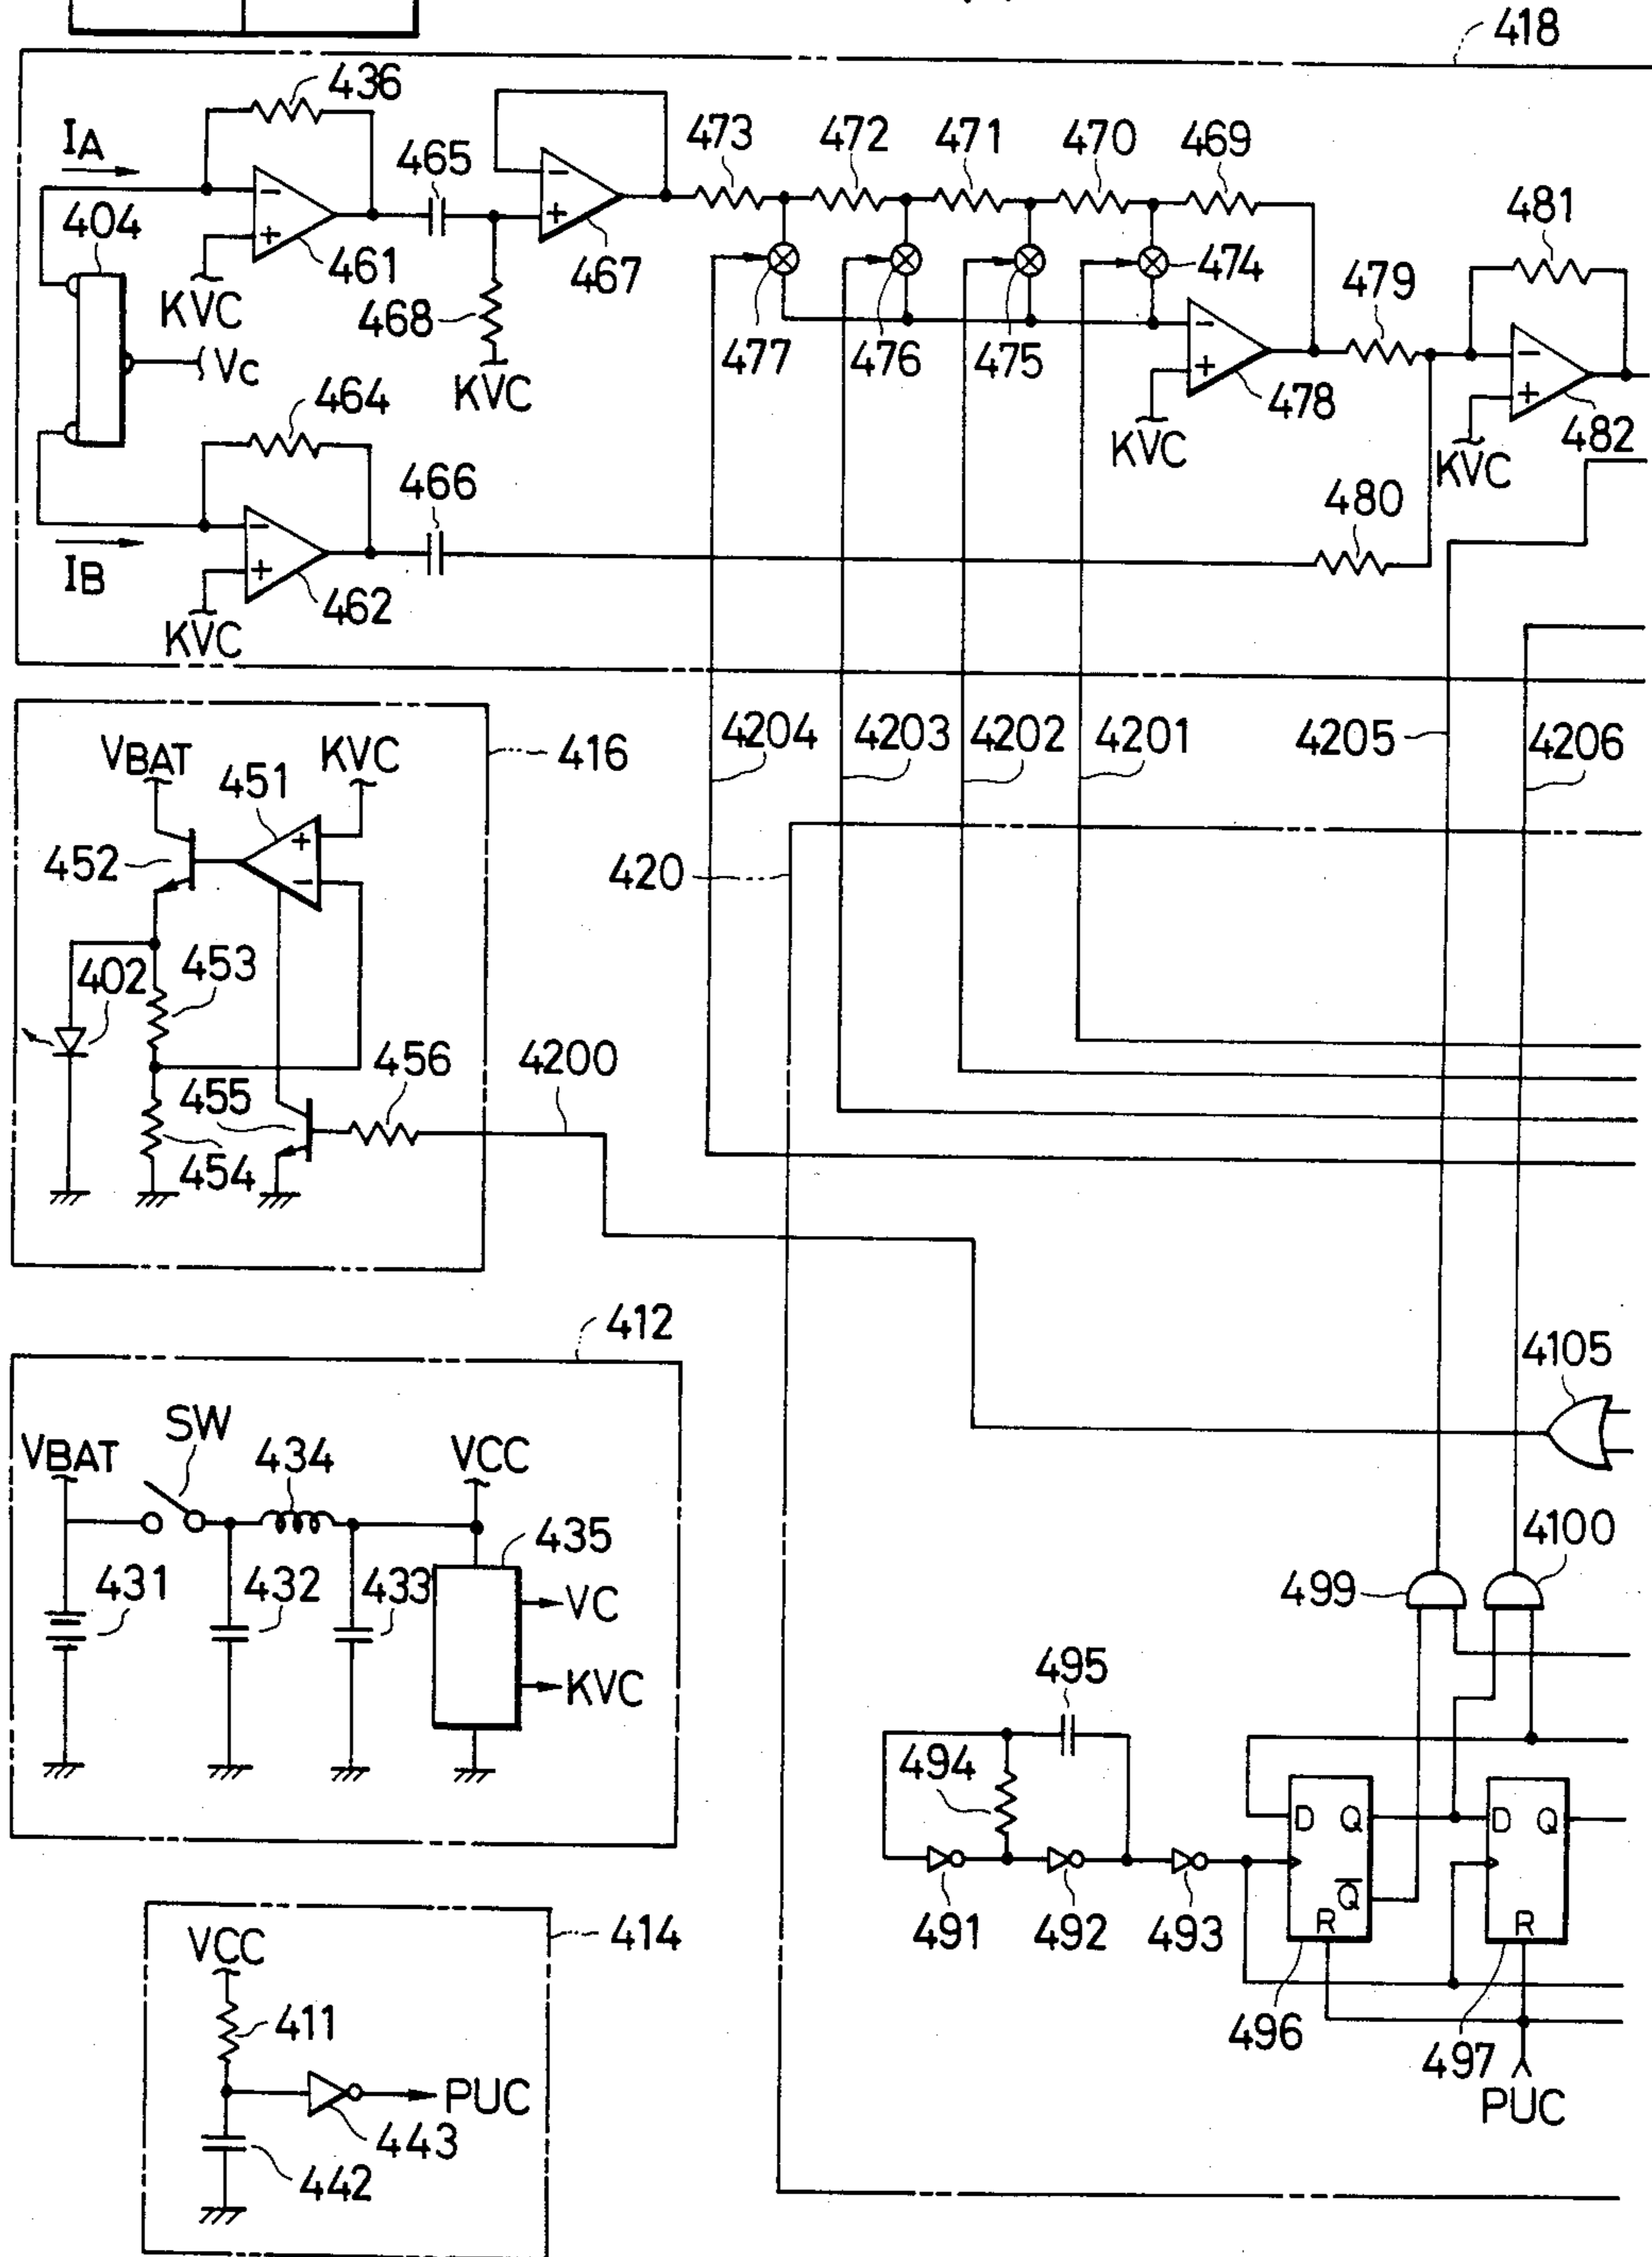 418
436
IA
465
473
472
471
470
469
404
481
461
467
474
479
KVC
468
477
476
475
478
Vc
KVC
464
482
KVC
KVC
466
480
IB
462
KVC
4204
4203
4202
4201
4205
4206
VBAT
451
KVC
416
452
420
402
453
455
456
4200
454
412
4105
SW
VBAT
434
VCC
435
4100
431
432
433
VC
499
KVC
495
494
D Q
D Q
Q
R
R
491
492
493
414
VCC
496
497
411
PUC
PUC
443
442